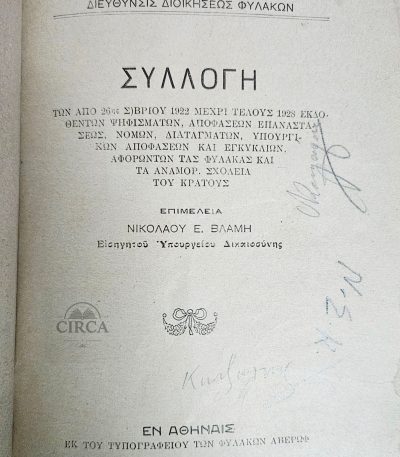 ΔΙΕΥΘΥΝΣΙΣ ΔΙΟΙΚΗΣΕΩΣ ΦΥΛΑΚΩΝ
ΣΥΛΛΟΓΗ
ΤΩΝ ΑΠΟ 26ης Σ)ΒΡΙΟΥ 1922 ΜΕΧΡΙ ΤΕΛΟΥΣ 1928 ΕΚΔΟ-
ΘΕΝΤΩΝ ΨΗΦΙΣΜΑΤΩΝ, ΑΠΟΦΑΣΕΩΝ ΕΠΑΝΑΣΤΑ-
ΣΕΩΣ, ΝΟΜΩΝ, ΔΙΑΤΑΓΜΑΤΩΝ, ΥΠΟΥΡΓΙ-
ΚΩΝ ΑΠΟΦΑΣΕΩΝ ΚΑΙ ΕΓΚΥΚΛΙΩΝ,
ΑΦΟΡΩΝΤΩΝ ΤΑΣ ΦΥΛΑΚΑΣ ΚΑΙ
ΤΑ ΑΝΑΜΟΡ. ΣΧΟΛΕΙΑ
ΤΟΥ ΚΡΑΤΟΥΣ
ΕΠΙΜΕΛΕΙΑ
ΝΙΚΟΛΑΟΥ Ε. ΒΛΑΜΗ
Εἰσηγητοῦ Ὑπουργείου Δικαιοσύνης
CIRCA
ΕΝ ΑΘΗΝΑΙΣ
ΕΚ ΤΟΥ ΤΥΠΟΓΡΑΦΕΙΟΥ ΤΩΝ ΦΥΛΑΚΩΝ ΑΒΕΡΩΦ